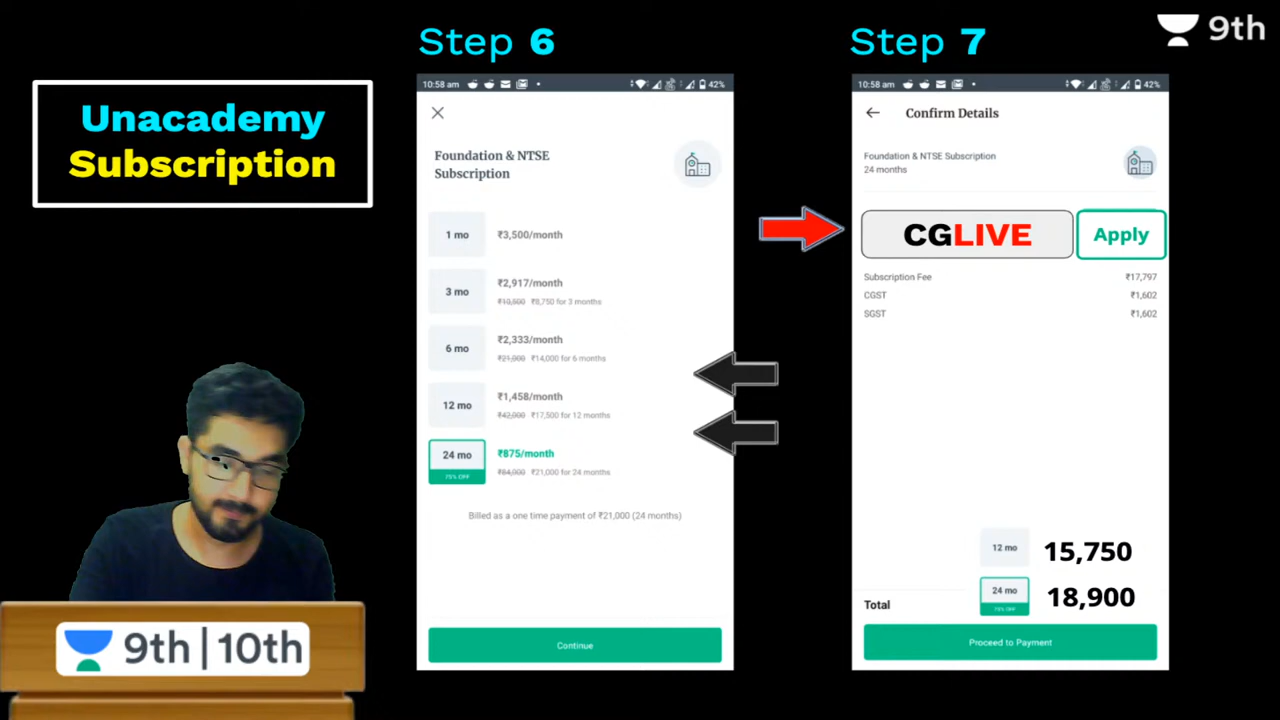 Step 6
Step 7
9th
Unacademy
Subscription
10:58 am
42%
Foundation & NTSE
Subscription
1 mo
₹3,500/month
3 mo
₹2,917/month
₹10,500 ₹8,750 for 3 months
6 mo
₹2,333/month
₹21,000 ₹14,000 for 6 months
12 mo
₹1,458/month
₹42,000 ₹17,500 for 12 months
24 mo
75% OFF
₹875/month
₹84,000 ₹21,000 for 24 months
Billed as a one time payment of ₹21,000 (24 months)
Continue
10:58 am
42%
Confirm Details
Foundation & NTSE Subscription
24 months
CGLIVE
Apply
Subscription Fee ₹17,797
CGST ₹1,602
SGST ₹1,602
12 mo 15,750
24 mo 18,900
75% OFF
Total
Proceed to Payment
9th|10th